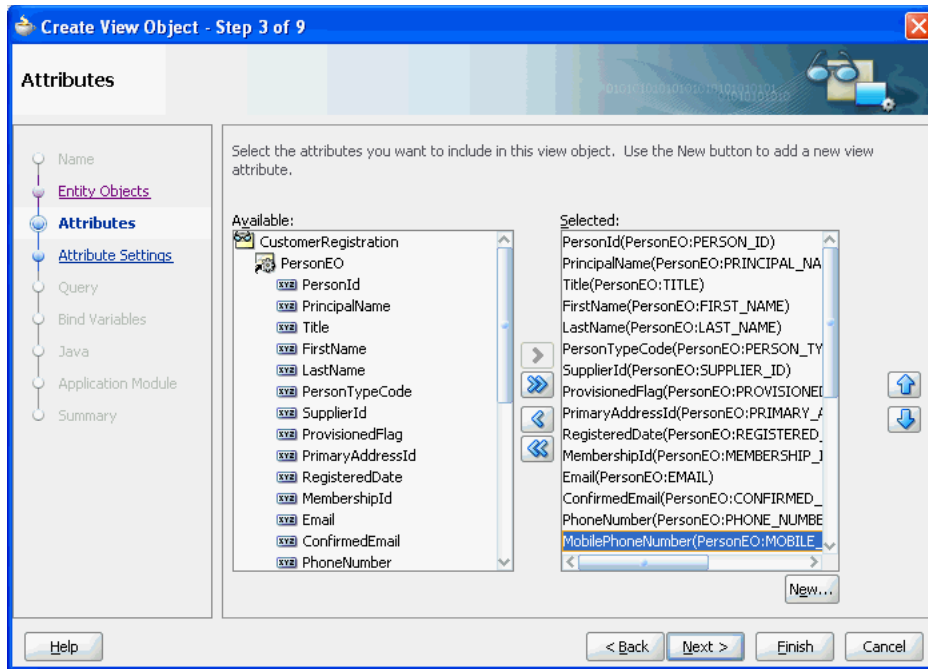 Create View Object - Step 3 of 9
Attributes
Name
Entity Objects
Attributes
Attribute Settings
Query
Bind Variables
Java
Application Module
Summary
Select the attributes you want to include in this view object. Use the New button to add a new view
attribute.
Available:
CustomerRegistration
PersonEO
PersonId
PrincipalName
Title
FirstName
LastName
PersonTypeCode
SupplierId
ProvisionedFlag
PrimaryAddressId
RegisteredDate
MembershipId
Email
ConfirmedEmail
PhoneNumber
Selected:
PersonId(PersonEO:PERSON_ID)
PrincipalName(PersonEO:PRINCIPAL_NA
Title(PersonEO:TITLE)
FirstName(PersonEO:FIRST_NAME)
LastName(PersonEO:LAST_NAME)
PersonTypeCode(PersonEO:PERSON_TY
SupplierId(PersonEO:SUPPLIER_ID)
ProvisionedFlag(PersonEO:PROVISIONED
PrimaryAddressId(PersonEO:PRIMARY_A
RegisteredDate(PersonEO:REGISTERED_
MembershipId(PersonEO:MEMBERSHIP_I
Email(PersonEO:EMAIL)
ConfirmedEmail(PersonEO:CONFIRMED_
PhoneNumber(PersonEO:PHONE_NUMBE
MobilePhoneNumber(PersonEO:MOBILE_
New...
Help
< Back
Next >
Finish
Cancel